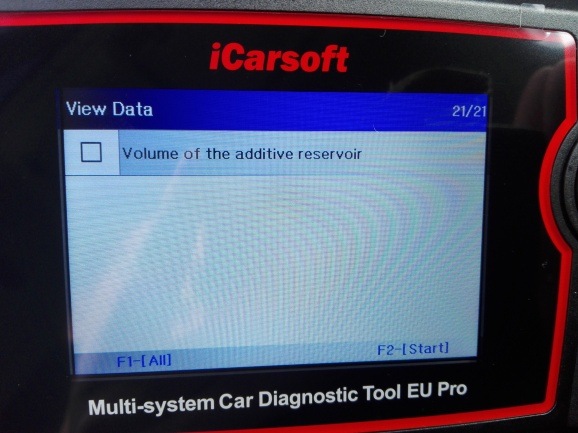 iCarsoft
View Data 21/21
Volume of the additive reservoir
F1-[All] F2-[Start]
Multi-system Car Diagnostic Tool EU Pro